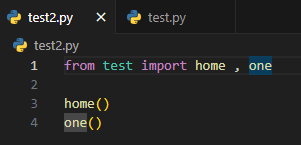 test2.py × test.py
test2.py
1 from test import home , one
2
3 home()
4 one()